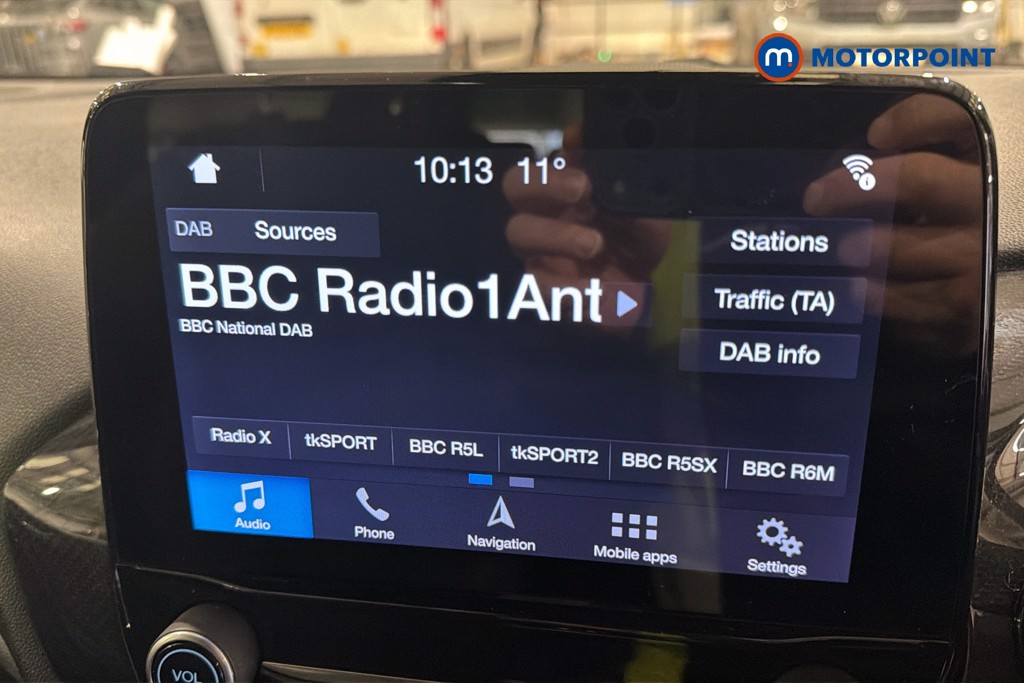 m MOTORPOINT
10:13 11°
DAB Sources
Stations
BBC Radio1Ant
Traffic (TA)
BBC National DAB
DAB info
Radio X tkSPORT BBC R5L tkSPORT2 BBC R5SX BBC R6M
Audio Phone Navigation Mobile apps Settings
VOL